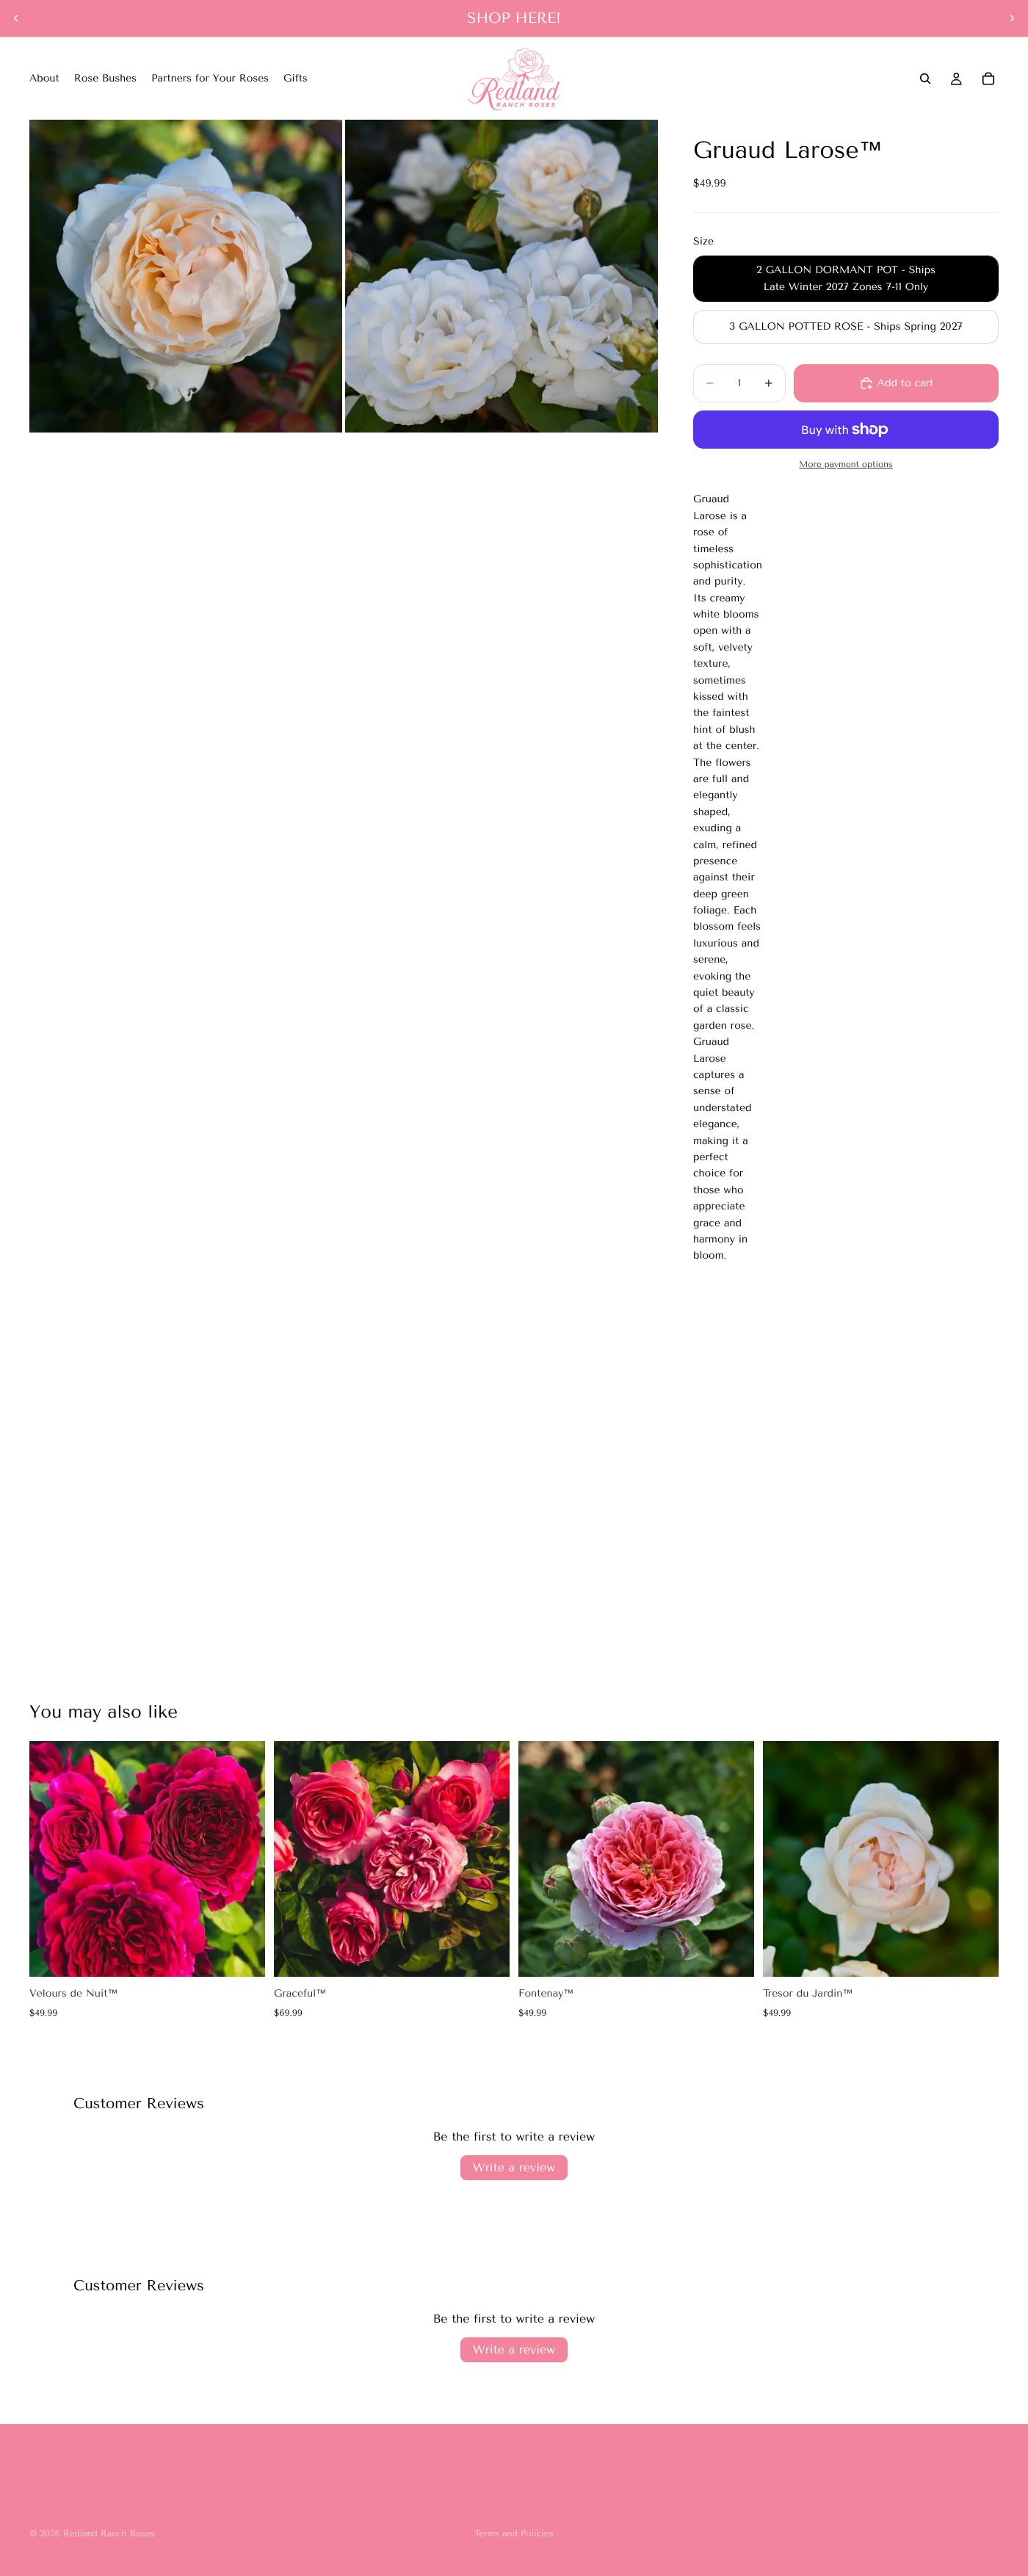 SHOP HERE!
About
Rose Bushes
Partners for Your Roses
Gifts
Redland
RANCH ROSES
Gruaud Larose™
$49.99
Size
2 GALLON DORMANT POT - Ships
Late Winter 2027 Zones 7-11 Only
3 GALLON POTTED ROSE - Ships Spring 2027
1
Add to cart
Buy with shop
More payment options
Gruaud
Larose is a
rose of
timeless
sophistication
and purity.
Its creamy
white blooms
open with a
soft, velvety
texture,
sometimes
kissed with
the faintest
hint of blush
at the center.
The flowers
are full and
elegantly
shaped,
exuding a
calm, refined
presence
against their
deep green
foliage. Each
blossom feels
luxurious and
serene,
evoking the
quiet beauty
of a classic
garden rose.
Gruaud
Larose
captures a
sense of
understated
elegance,
making it a
perfect
choice for
those who
appreciate
grace and
harmony in
bloom.
You may also like
Velours de Nuit™
$49.99
Graceful™
$69.99
Fontenay™
$49.99
Tresor du Jardin™
$49.99
Customer Reviews
Be the first to write a review
Write a review
Customer Reviews
Be the first to write a review
Write a review
© 2026 Redland Ranch Roses
Terms and Policies